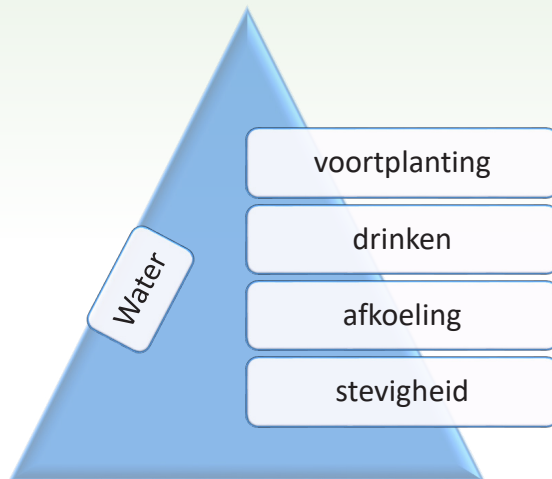 voortplanting
drinken
Water
afkoeling
stevigheid